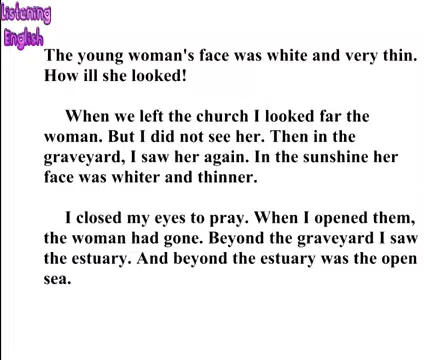 Listening
English
The young woman's face was white and very thin.
How ill she looked!
When we left the church I looked far the
woman. But I did not see her. Then in the
graveyard, I saw her again. In the sunshine her
face was whiter and thinner.
I closed my eyes to pray. When I opened them,
the woman had gone. Beyond the graveyard I saw
the estuary. And beyond the estuary was the open
sea.